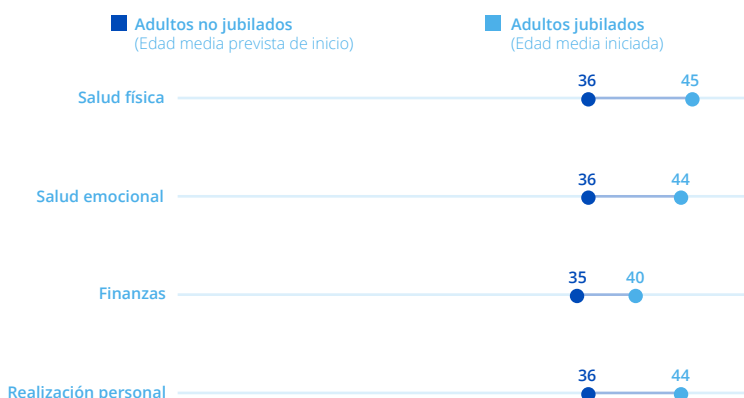 Adultos no jubilados
(Edad media prevista de inicio)
Adultos jubilados
(Edad media iniciada)
36 45
Salud física
36 44
Salud emocional
35 40
Finanzas
36 44
Realización personal